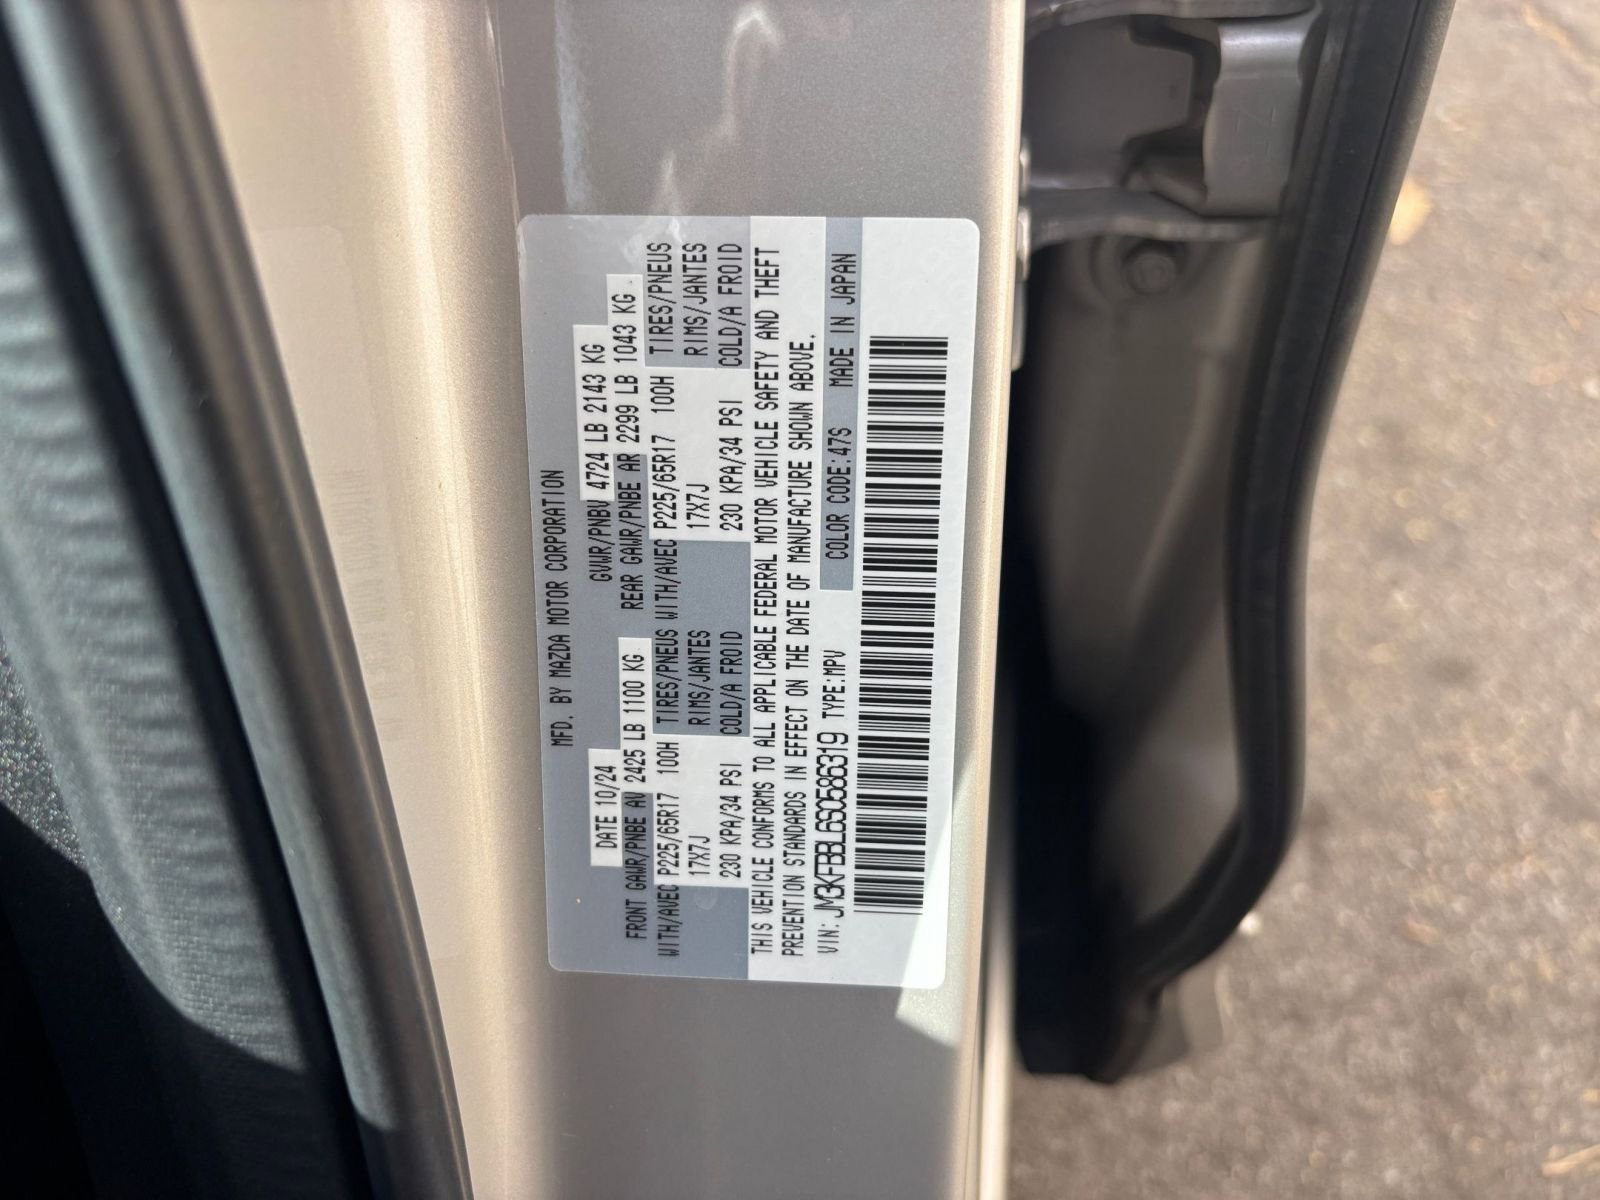 MFD. BY MAZDA MOTOR CORPORATION
DATE 10/24 GVWR/PNBV 4724 LB 2143 KG
FRONT GAWR/PNBE AV 2425 LB 1100 KG REAR GAWR/PNBE AR 2299 LB 1043 KG
WITH/AVEC P225/65R17 100H TIRES/PNEUS WITH/AVEC P225/65R17 100H TIRES/PNEUS
17X7J RIMS/JANTES 17X7J RIMS/JANTES
230 KPA/34 PSI COLD/A FROID 230 KPA/34 PSI COLD/A FROID
THIS VEHICLE CONFORMS TO ALL APPLICABLE FEDERAL MOTOR VEHICLE SAFETY AND THEFT
PREVENTION STANDARDS IN EFFECT ON THE DATE OF MANUFACTURE SHOWN ABOVE.
VIN: JM3KFBBL6S0586319 TYPE:MPV COLOR CODE:47S MADE IN JAPAN